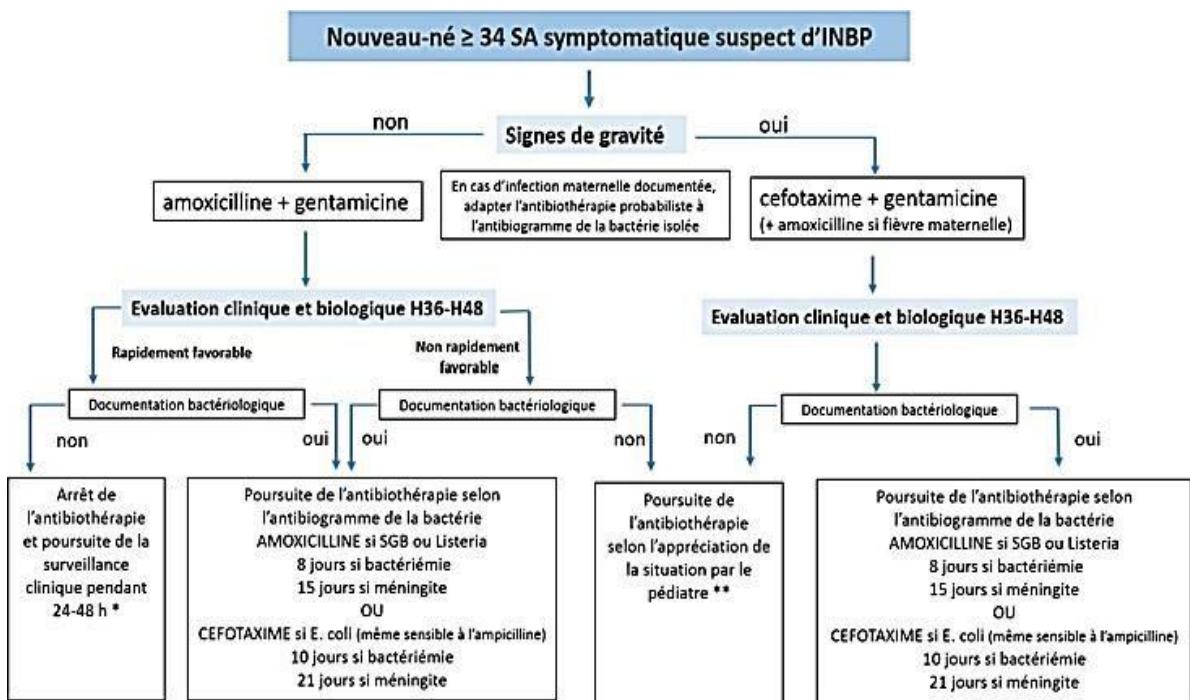 Nouveau-né ≥ 34 SA symptomatique suspect d'INBP
non
Signes de gravité
oui
amoxicilline + gentamicine
En cas d'infection maternelle documentée,
adapter l'antibiothérapie probabiliste à
l'antibiogramme de la bactérie isolée
cefotaxime + gentamicine
(+ amoxicilline si fièvre maternelle)
Evaluation clinique et biologique H36-H48
Evaluation clinique et biologique H36-H48
Rapidement favorable
Non rapidement
favorable
Documentation bactériologique
Documentation bactériologique
Documentation bactériologique
non
oui
oui
non
non
oui
Arrêt de
l'antibiothérapie
et poursuite de la
surveillance
clinique pendant
24-48 h *
Poursuite de l'antibiothérapie selon
l'antibiogramme de la bactérie
AMOXICILLINE si SGB ou Listeria
8 jours si bactériémie
15 jours si méningite
OU
CEFOTAXIME si E. coli (même sensible à l'ampicilline)
10 jours si bactériémie
21 jours si méningite
Poursuite de
l'antibiothérapie
selon l'appréciation de
la situation par le
pédiatre **
Poursuite de l'antibiothérapie selon
l'antibiogramme de la bactérie
AMOXICILLINE si SGB ou Listeria
8 jours si bactériémie
15 jours si méningite
OU
CEFOTAXIME si E. coli (même sensible à l'ampicilline)
10 jours si bactériémie
21 jours si méningite